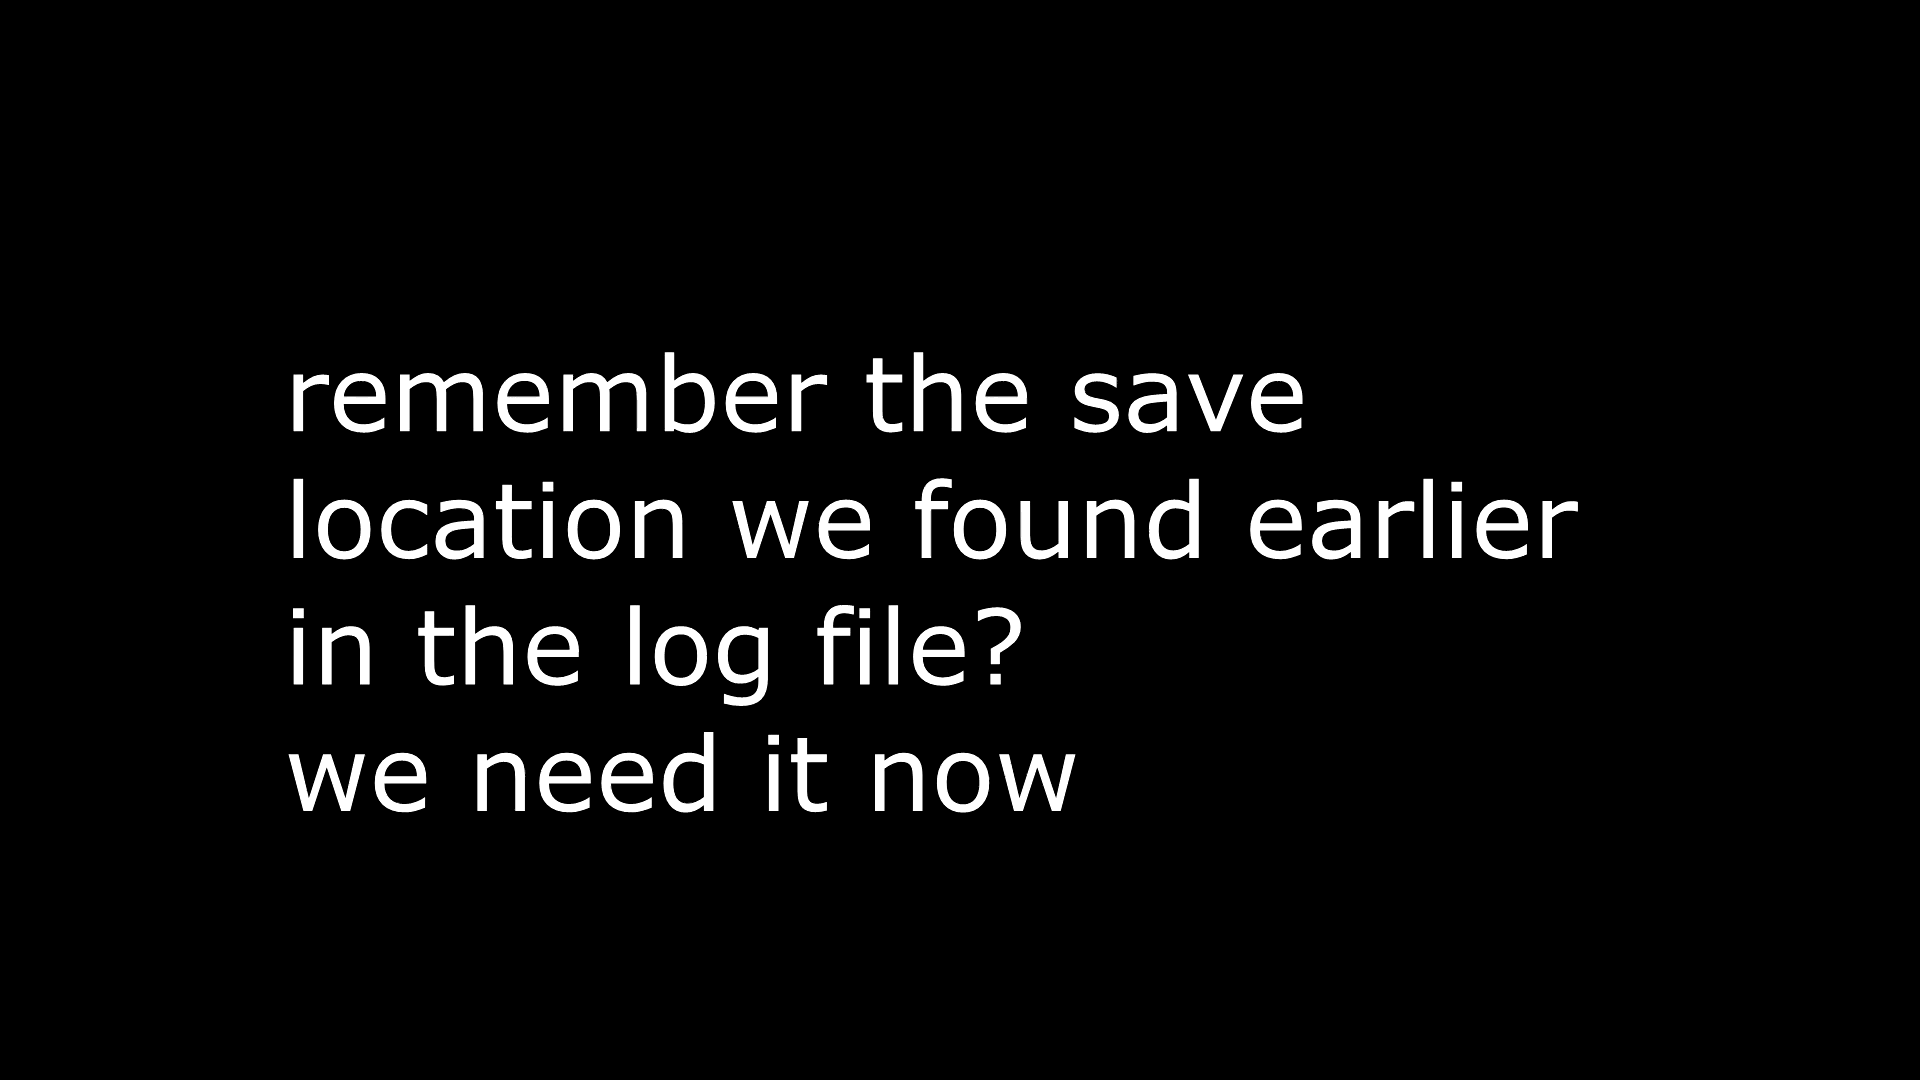 remember the save
location we found earlier
in the log file?
we need it now